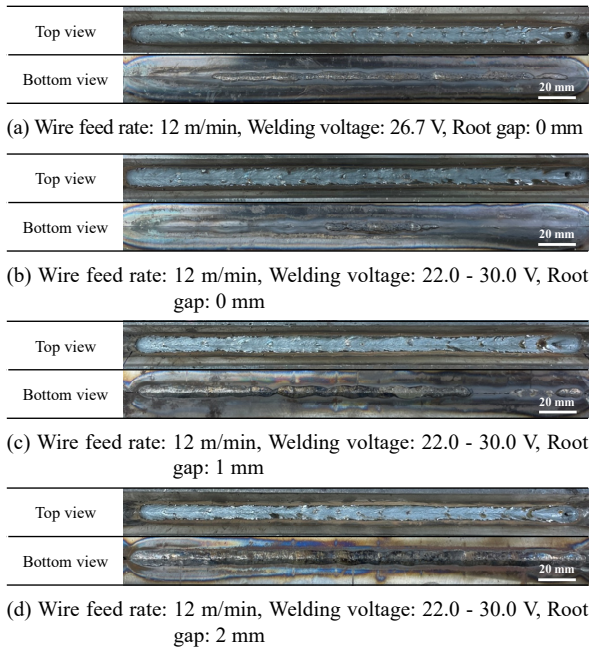 Top view
Bottom view
20 mm
(a) Wire feed rate: 12 m/min, Welding voltage: 26.7 V, Root gap: 0 mm
Top view
Bottom view
20 mm
(b) Wire feed rate: 12 m/min, Welding voltage: 22.0 - 30.0 V, Root
gap: 0 mm
Top view
Bottom view
20 mm
(c) Wire feed rate: 12 m/min, Welding voltage: 22.0 - 30.0 V, Root
gap: 1 mm
Top view
Bottom view
20 mm
(d) Wire feed rate: 12 m/min, Welding voltage: 22.0 - 30.0 V, Root
gap: 2 mm